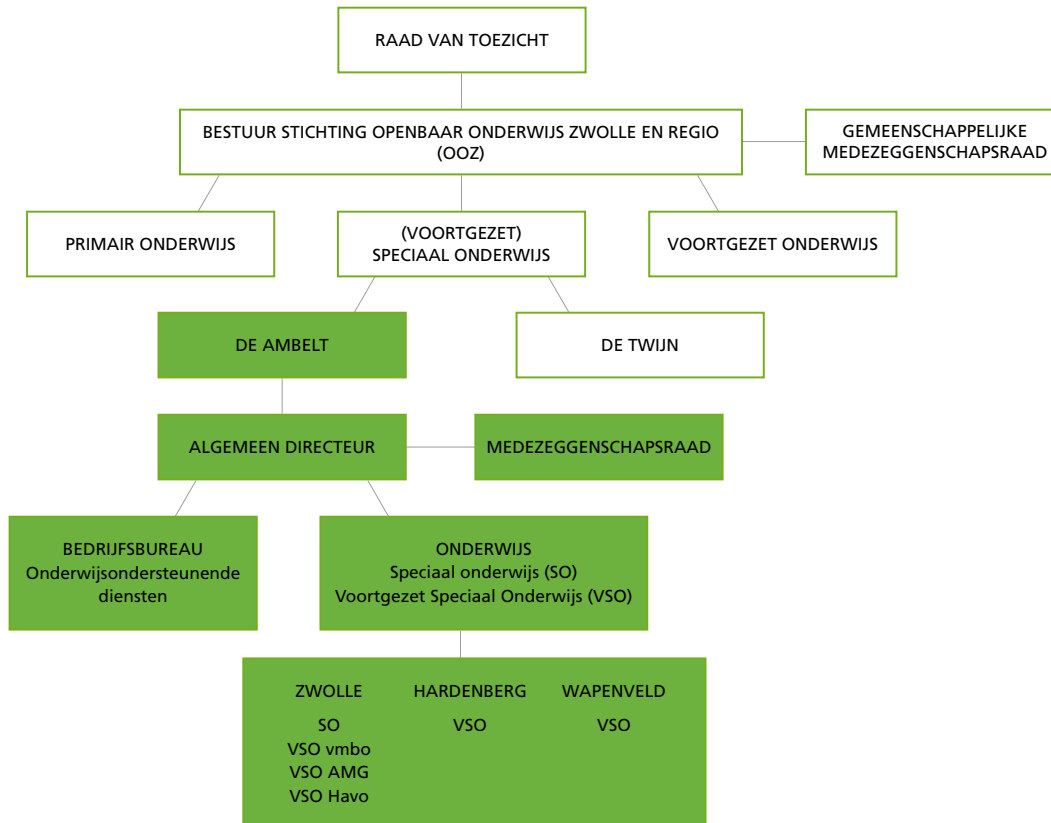 RAAD VAN TOEZICHT
BESTUUR STICHTING OPENBAAR ONDERWIJS ZWOLLE EN REGIO
(OOZ)
GEMEENSCHAPPELIJKE
MEDEZEGGENSCHAPSRAAD
PRIMAIR ONDERWIJS
(VOORTGEZET)
SPECIAAL ONDERWIJS
VOORTGEZET ONDERWIJS
DE AMBELT
DE TWIJN
ALGEMEEN DIRECTEUR
MEDEZEGGENSCHAPSRAAD
BEDRIJFSBUREAU
Onderwijsondersteunende
diensten
ONDERWIJS
Speciaal onderwijs (SO)
Voortgezet Speciaal Onderwijs (VSO)
ZWOLLE
SO
VSO vmbo
VSO AMG
VSO Havo
HARDENBERG
VSO
WAPENVELD
VSO